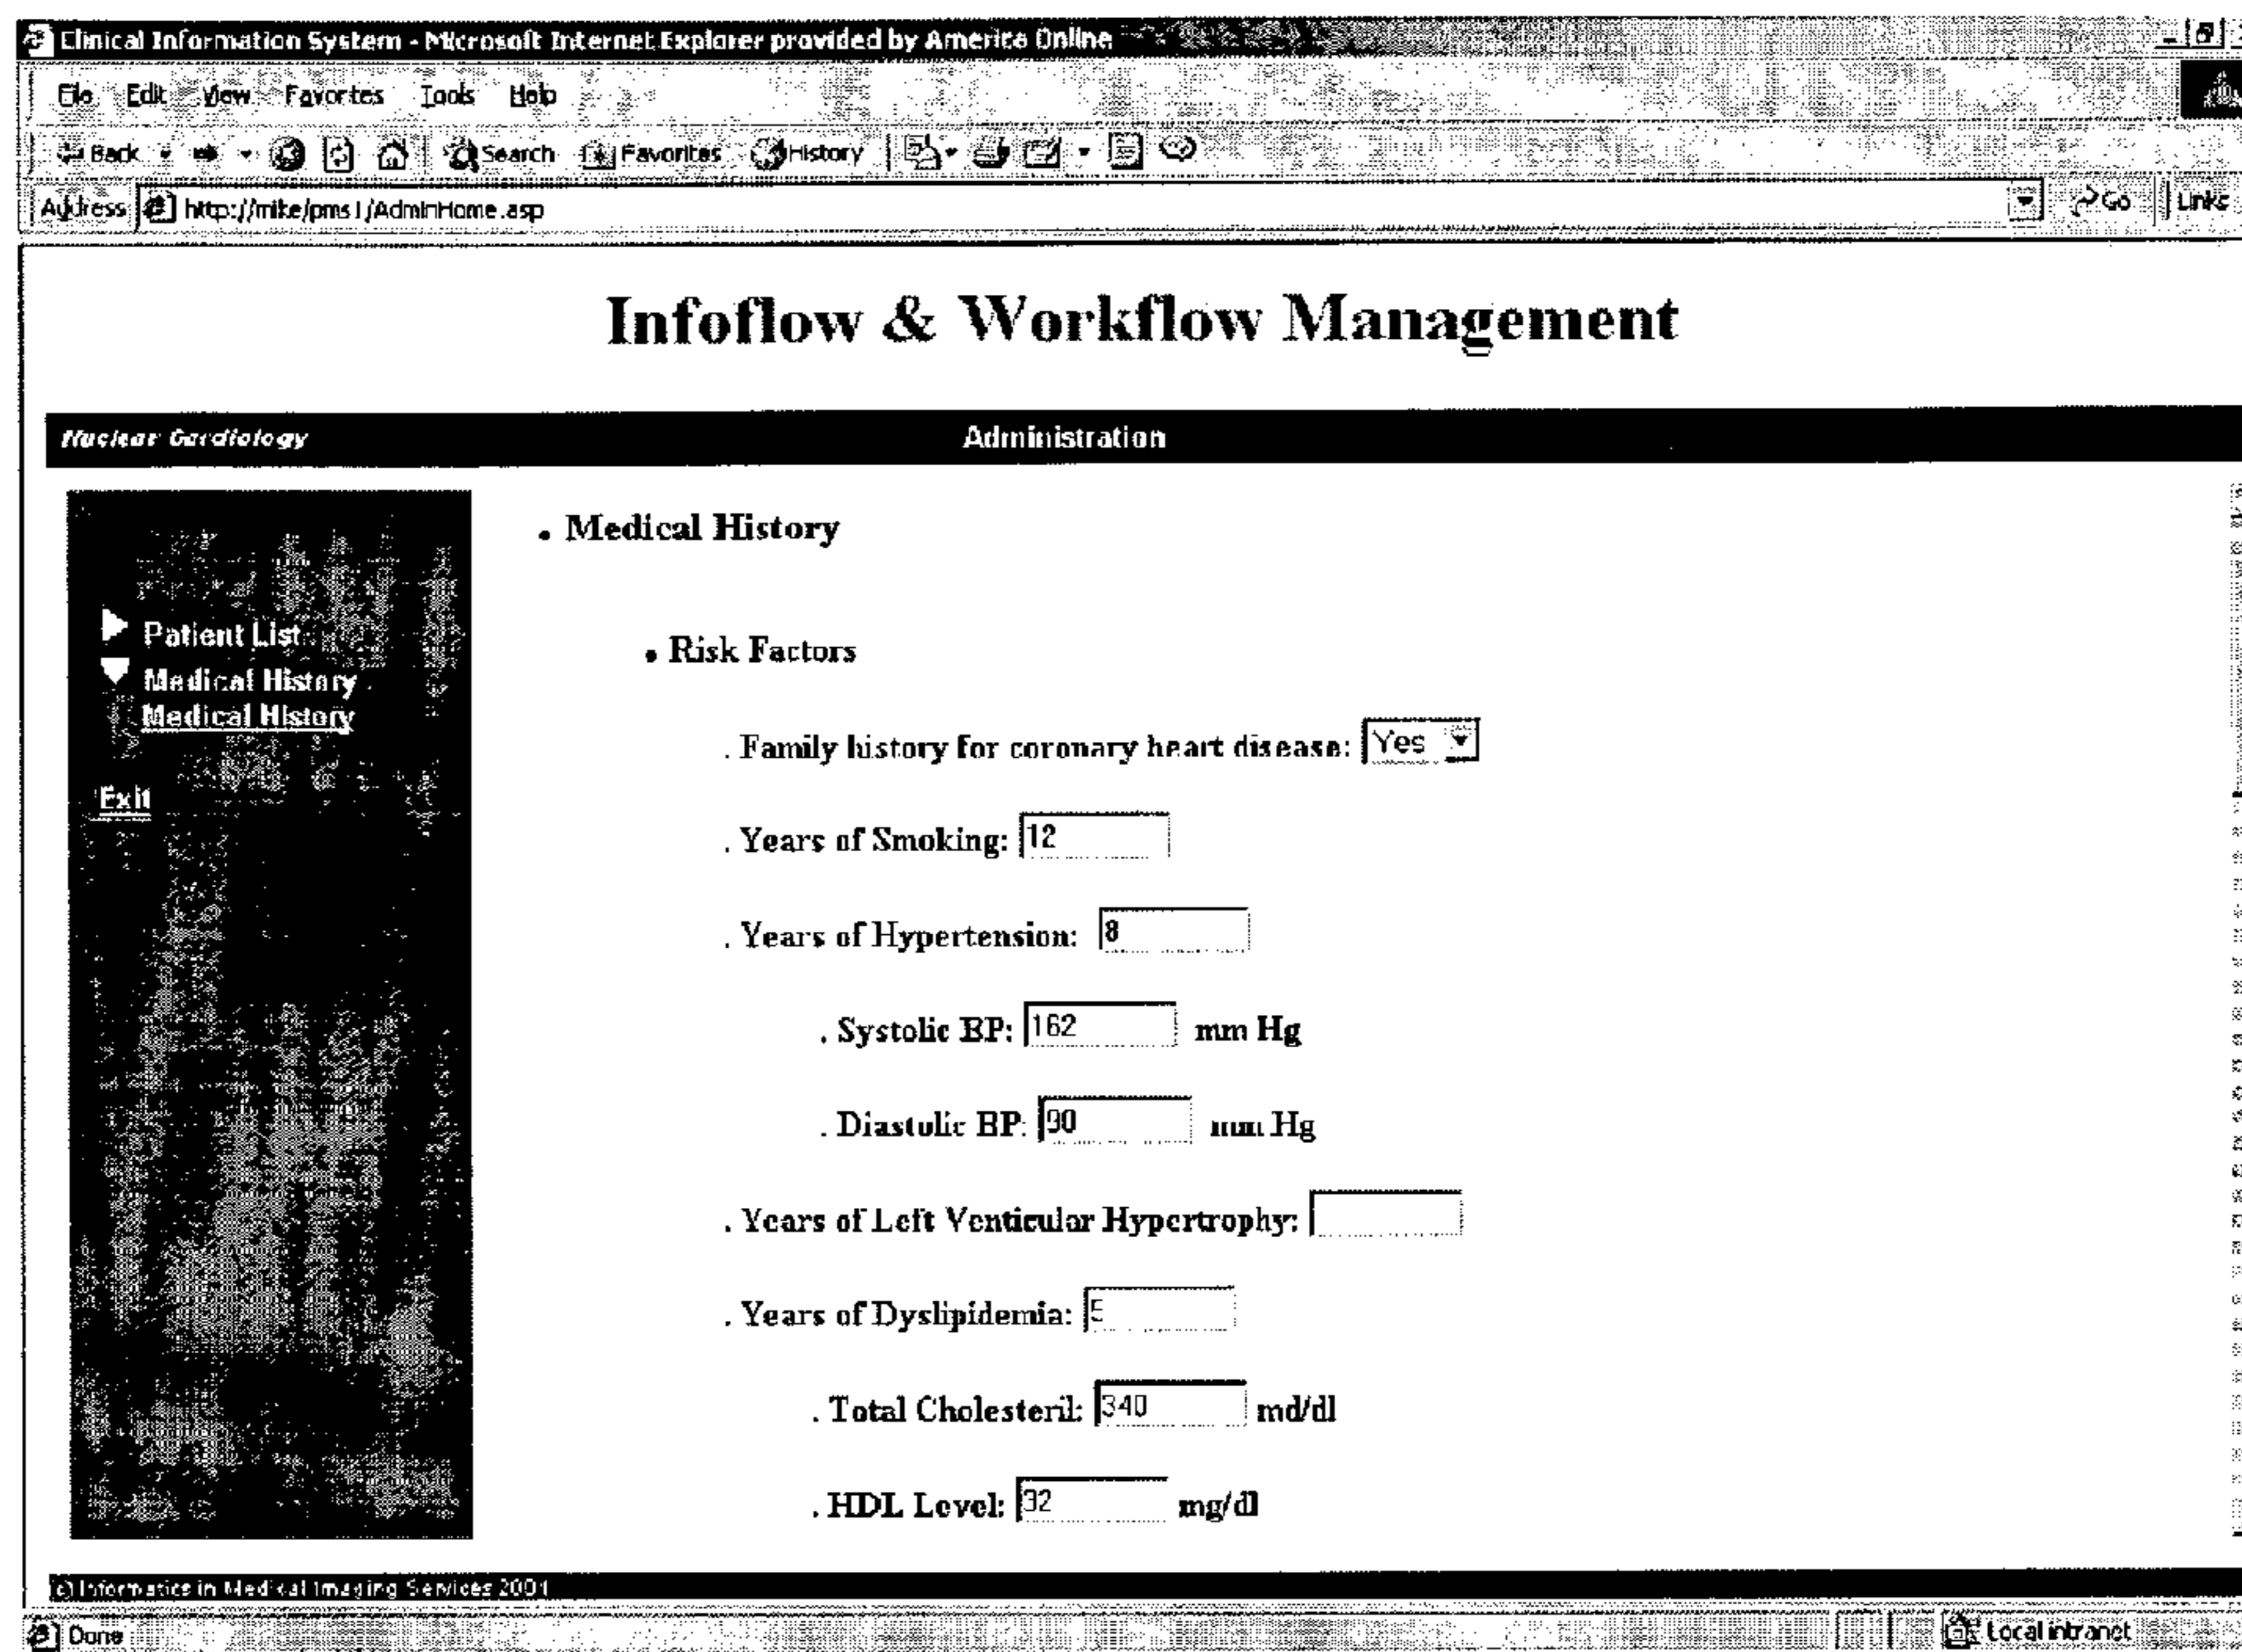 Clinical Information System - Microsoft Internet Explorer provided by America Online
File Edit View Favorites Tools Help
Back Search Favorites History
Address http://mike/pms1/AdminHome.asp Go Links
Infoflow & Workflow Management
Nuclear Cardiology Administration
Patient List
Medical History
Medical History
Exit
• Medical History
• Risk Factors
. Family history for coronary heart disease: Yes
. Years of Smoking: 12
. Years of Hypertension: 8
. Systolic BP: 162 mm Hg
. Diastolic BP: 90 mm Hg
. Years of Left Venticular Hypertrophy:
. Years of Dyslipidemia: 5
. Total Cholesteril: 340 md/dl
. HDL Level: 32 mg/dl
(c) Informatics in Medical Imaging Services 2001
Done Local intranet